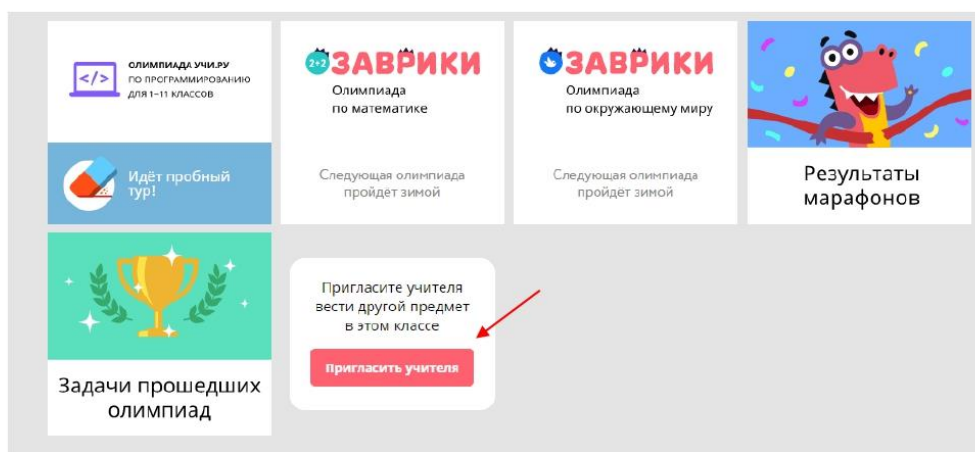 </>
ОЛИМПИАДА УЧИ.РУ
ПО ПРОГРАММИРОВАНИЮ
ДЛЯ 1–11 КЛАССОВ
Идёт пробный
тур!
2+2
ЗАВРИКИ
Олимпиада
по математике
Следующая олимпиада
пройдёт зимой
ЗАВРИКИ
Олимпиада
по окружающему миру
Следующая олимпиада
пройдёт зимой
Результаты
марафонов
Задачи прошедших
олимпиад
Пригласите учителя
вести другой предмет
в этом классе
Пригласить учителя